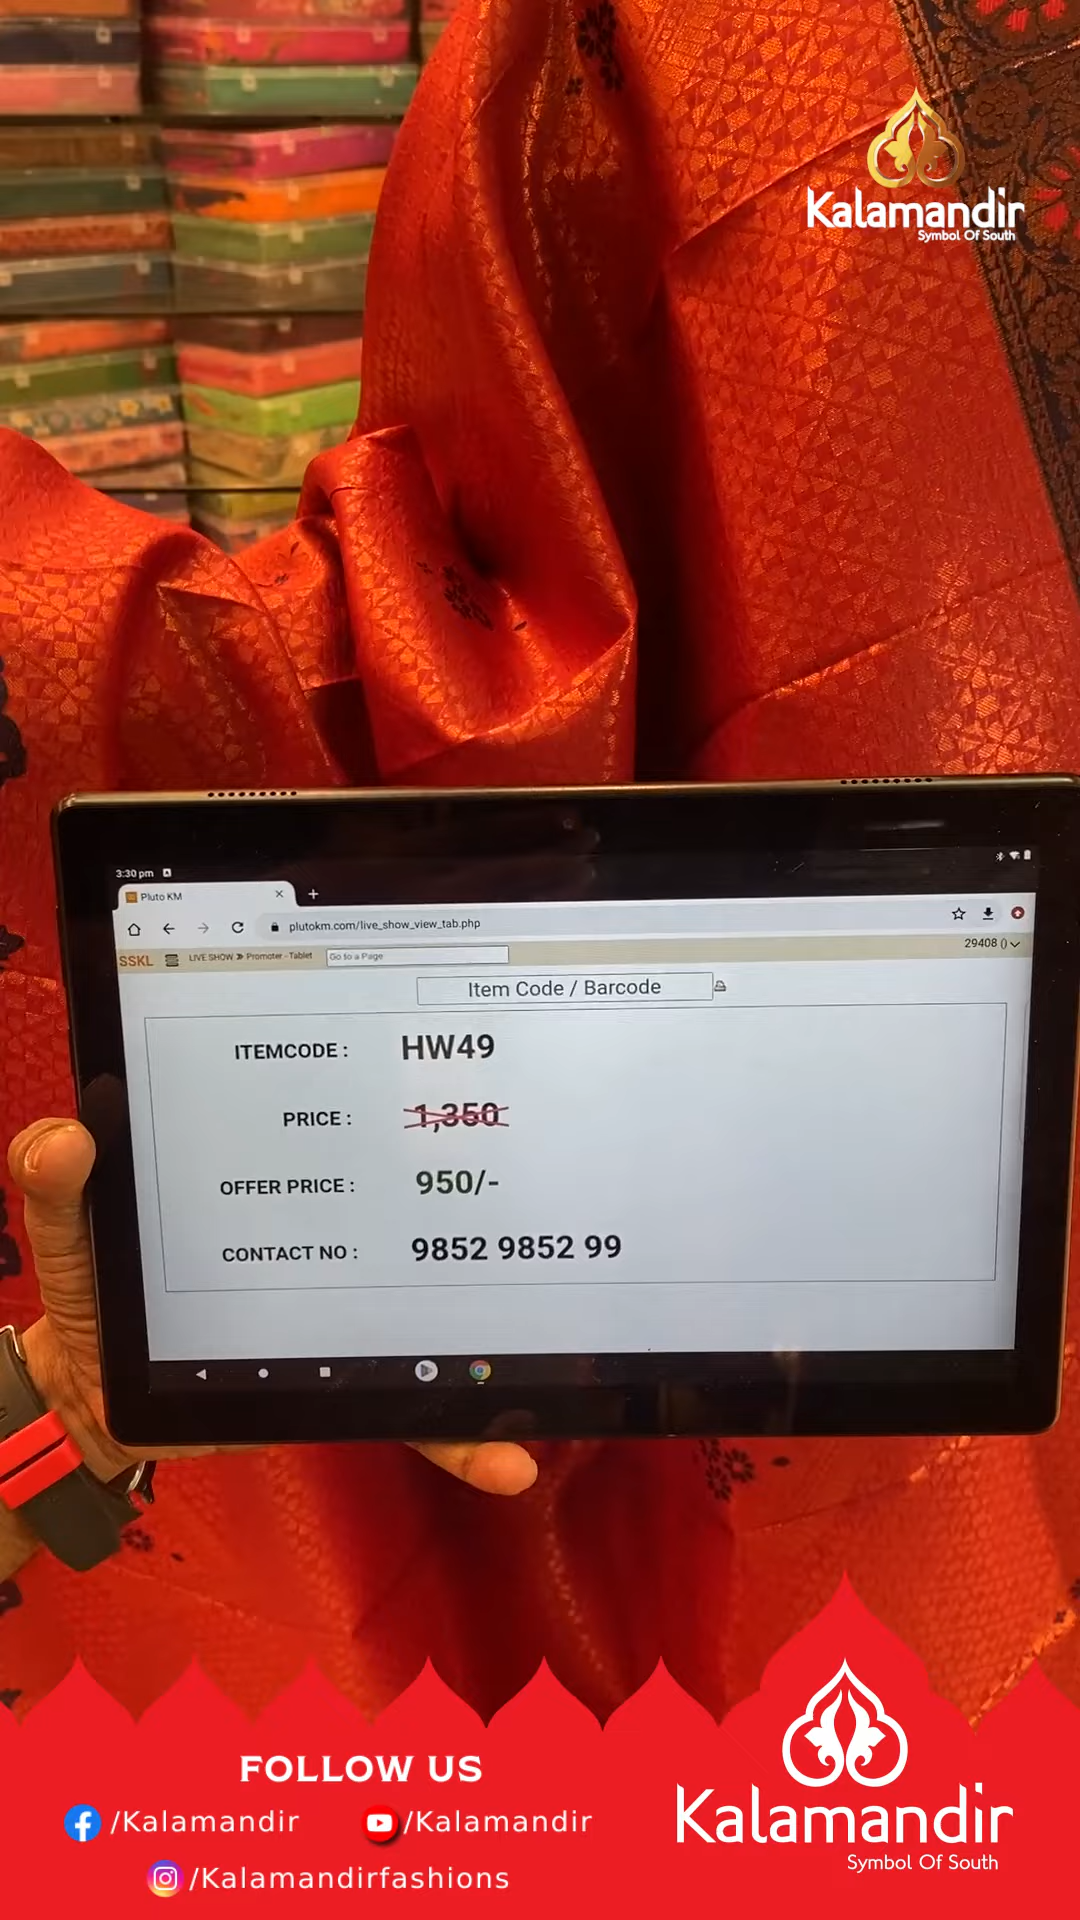 Kalamandir
Symbol Of South
3:30 pm
Pluto KM
plutokm.com/live_show_view_tab.php
SSKL
LIVE SHOW » Promoter - Tablet
Go to a Page
29408 ()
Item Code / Barcode
ITEMCODE : HW49
PRICE : 1,350
OFFER PRICE : 950/-
CONTACT NO : 9852 9852 99
FOLLOW US
/Kalamandir
/Kalamandir
/Kalamandirfashions
Kalamandir
Symbol Of South